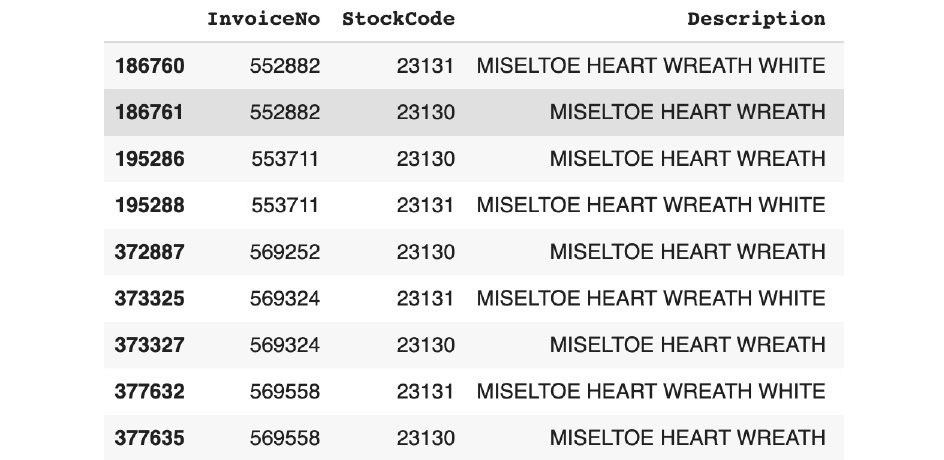 InvoiceNo StockCode Description
186760 552882 23131 MISELTOE HEART WREATH WHITE
186761 552882 23130 MISELTOE HEART WREATH
195286 553711 23130 MISELTOE HEART WREATH
195288 553711 23131 MISELTOE HEART WREATH WHITE
372887 569252 23130 MISELTOE HEART WREATH
373325 569324 23131 MISELTOE HEART WREATH WHITE
373327 569324 23130 MISELTOE HEART WREATH
377632 569558 23131 MISELTOE HEART WREATH WHITE
377635 569558 23130 MISELTOE HEART WREATH